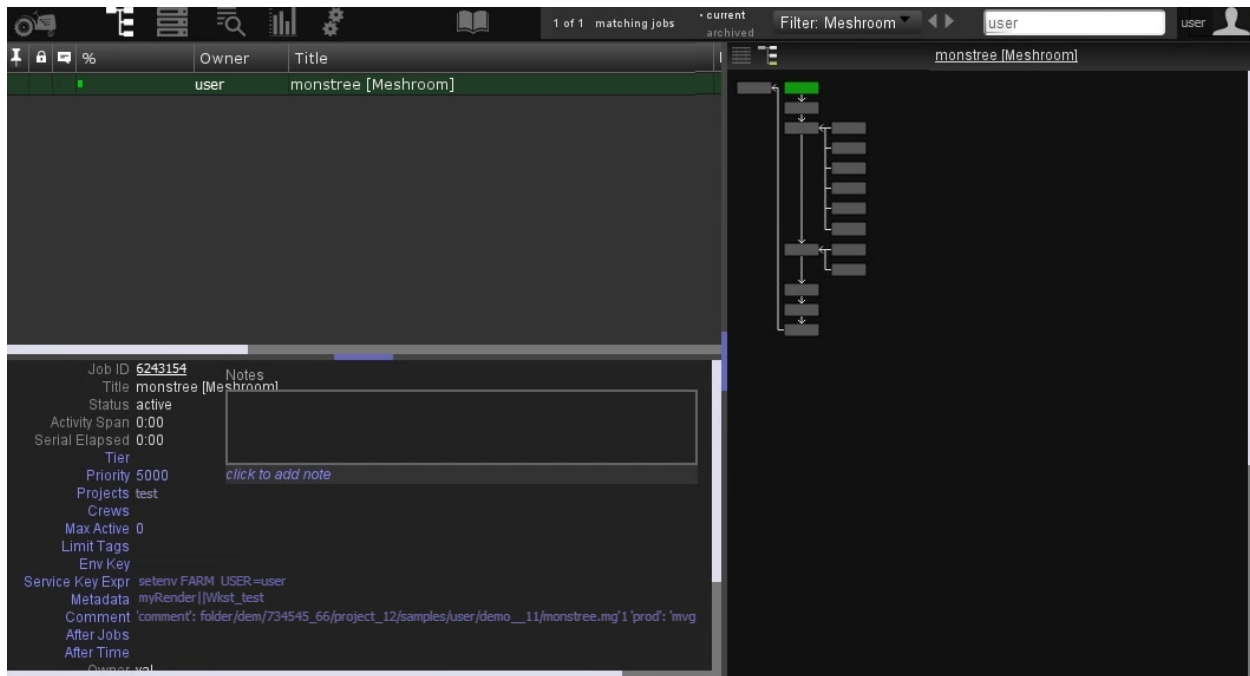 1 of 1 matching jobs
· current
archived
Filter: Meshroom
user
user
% Owner Title
user monstree [Meshroom]
monstree [Meshroom]
Job ID 6243154
Notes
Title monstree [Meshroom]
Status active
Activity Span 0:00
Serial Elapsed 0:00
Tier
Priority 5000
click to add note
Projects test
Crews
Max Active 0
Limit Tags
Env Key
Service Key Expr setenv FARM USER=user
Metadata myRender||Wkst_test
Comment 'comment': folder/dem/734545_66/project_12/samples/user/demo__11/monstree.mg'1 'prod': 'mvg
After Jobs
After Time
Owner val